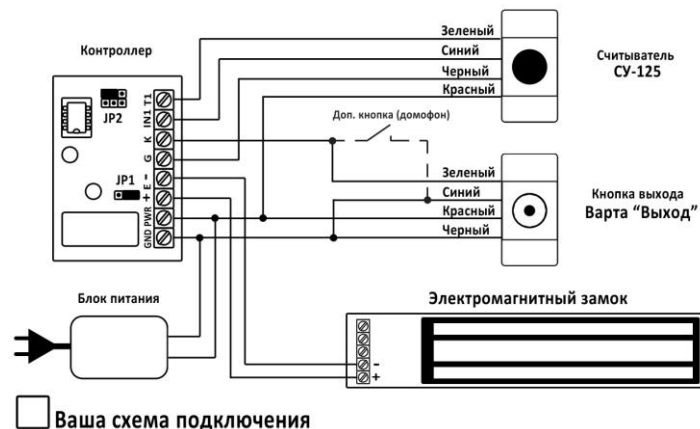 Контроллер
JP2
JP1
T1
IN1
K
G
E
-
+
PWR
GND
Зеленый
Синий
Черный
Красный
Считыватель
СУ-125
Доп. кнопка (домофон)
Зеленый
Синий
Красный
Черный
Кнопка выхода
Варта “Выход”
Блок питания
Электромагнитный замок
-
+
Ваша схема подключения